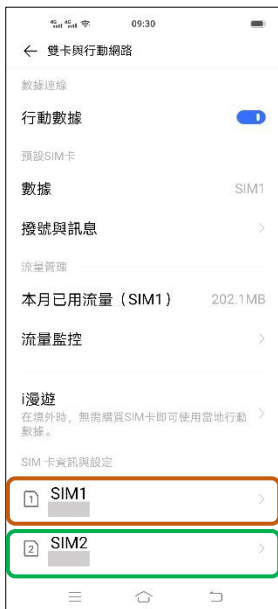 4G 4G 09:30
← 雙卡與行動網路
數據連線
行動數據
預設SIM卡
數據 SIM1
撥號與訊息
流量管理
本月已用流量（SIM1） 202.1MB
流量監控
i漫遊
在境外時，無需購買SIM卡即可使用當地行動
數據。
SIM 卡資訊與設定
1 SIM1
2 SIM2